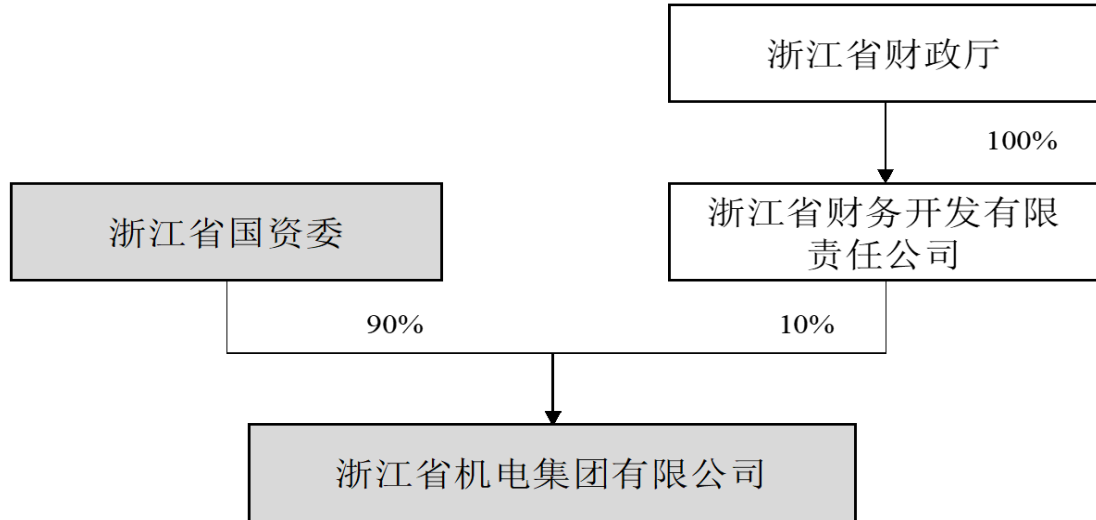 浙江省财政厅
100%
浙江省国资委
浙江省财务开发有限
责任公司
90%
10%
浙江省机电集团有限公司